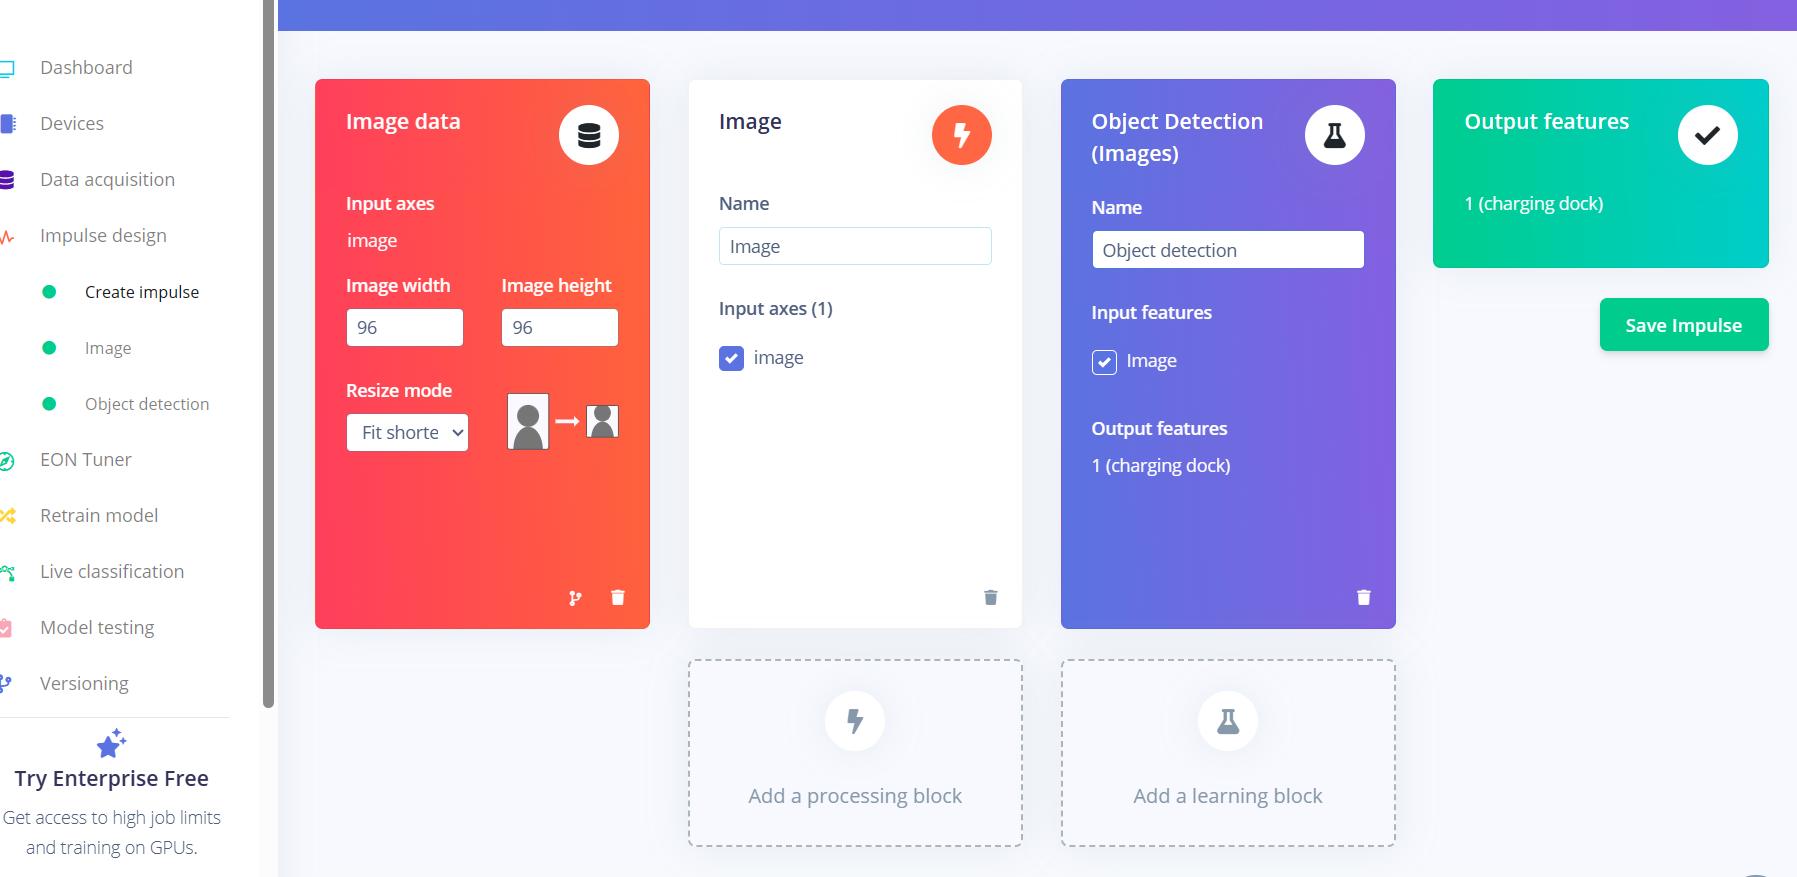 Dashboard
Devices
Data acquisition
Impulse design
Create impulse
Image
Object detection
EON Tuner
Retrain model
Live classification
Model testing
Versioning
Try Enterprise Free
Get access to high job limits
and training on GPUs.
Image data
Input axes
image
Image width Image height
96 96
Resize mode
Fit shorte
Image
Name
Image
Input axes (1)
image
Add a processing block
Object Detection
(Images)
Name
Object detection
Input features
Image
Output features
1 (charging dock)
Add a learning block
Output features
1 (charging dock)
Save Impulse